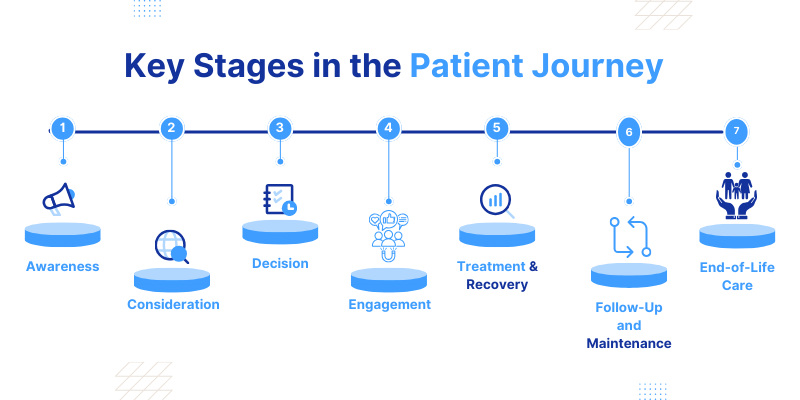 Key Stages in the Patient Journey
1 2 3 4 5 6 7
Awareness
Consideration
Decision
Engagement
Treatment &
Recovery
Follow-Up
and
Maintenance
End-of-Life
Care